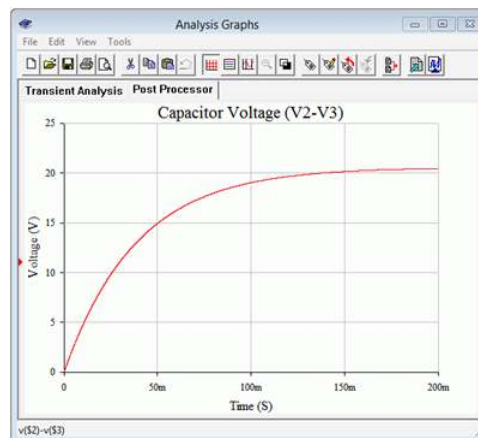 Analysis Graphs
File Edit View Tools
Transient Analysis Post Processor
Capacitor Voltage (V2-V3)
25
20
15
10
5
0
Voltage (V)
0 50m 100m 150m 200m
Time (S)
v($2)-v($3)